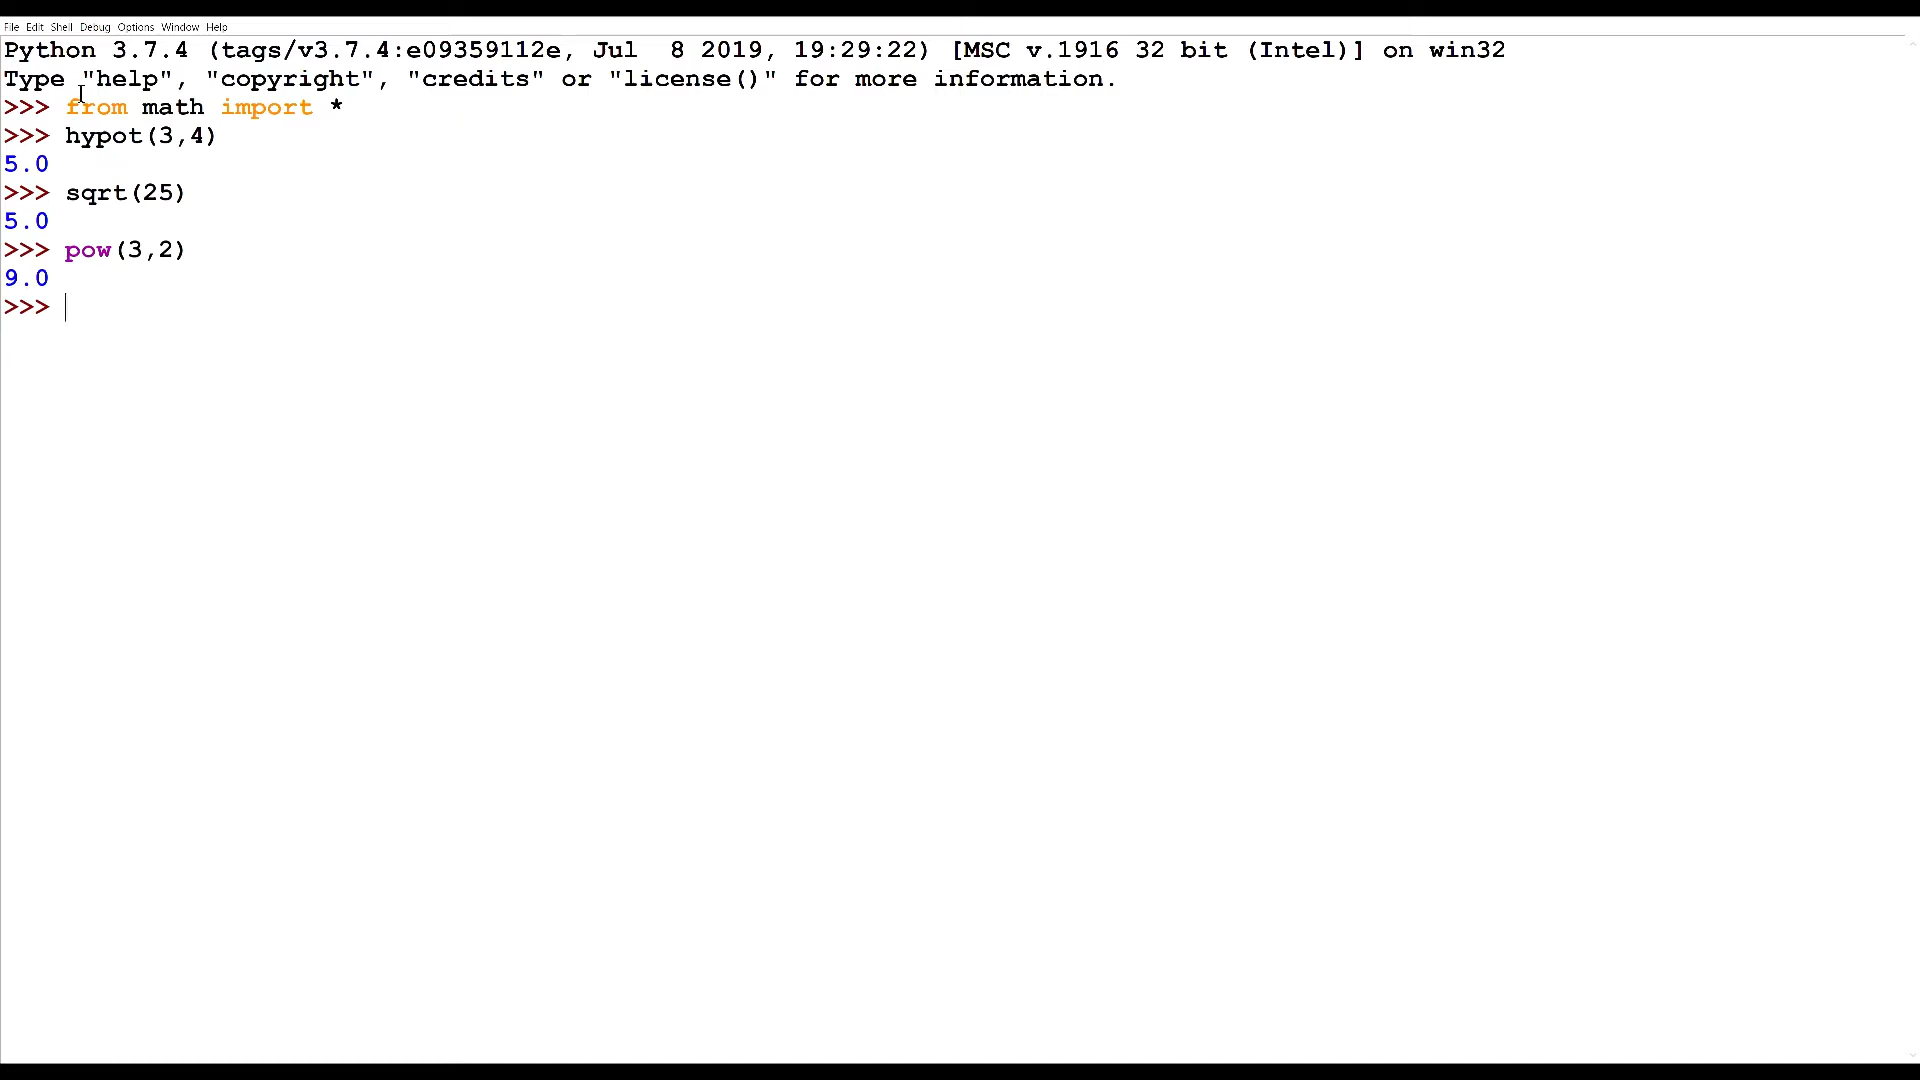 File Edit Shell Debug Options Window Help
Python 3.7.4 (tags/v3.7.4:e09359112e, Jul  8 2019, 19:29:22) [MSC v.1916 32 bit (Intel)] on win32
Type "help", "copyright", "credits" or "license()" for more information.
>>> from math import *
>>> hypot(3,4)
5.0
>>> sqrt(25)
5.0
>>> pow(3,2)
9.0
>>>